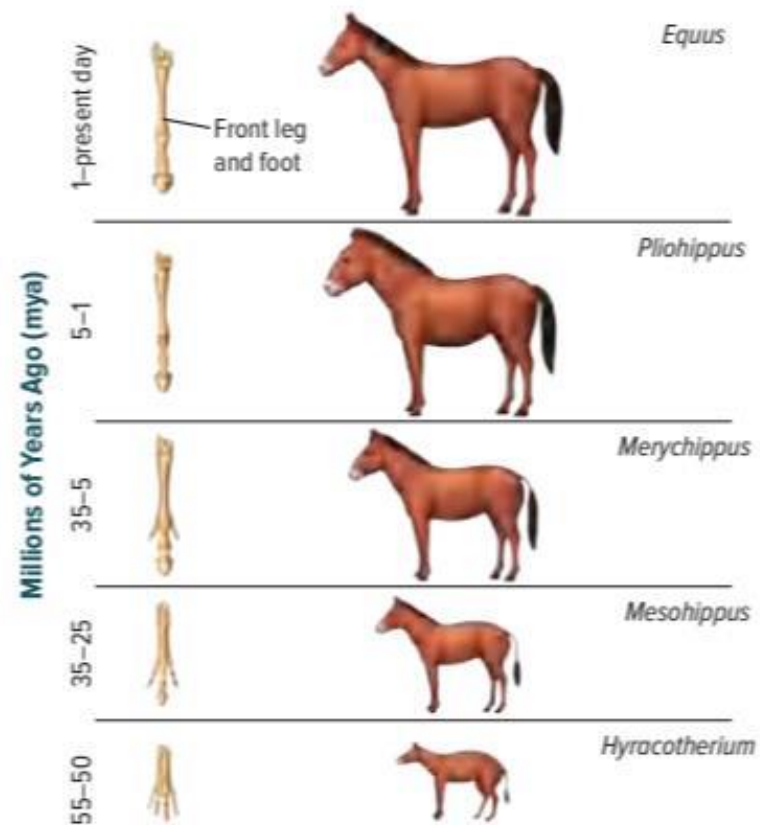 Millions of Years Ago (mya)
1–present day
Front leg
and foot
Equus
5–1
Pliohippus
35–5
Merychippus
35–25
Mesohippus
55–50
Hyracotherium